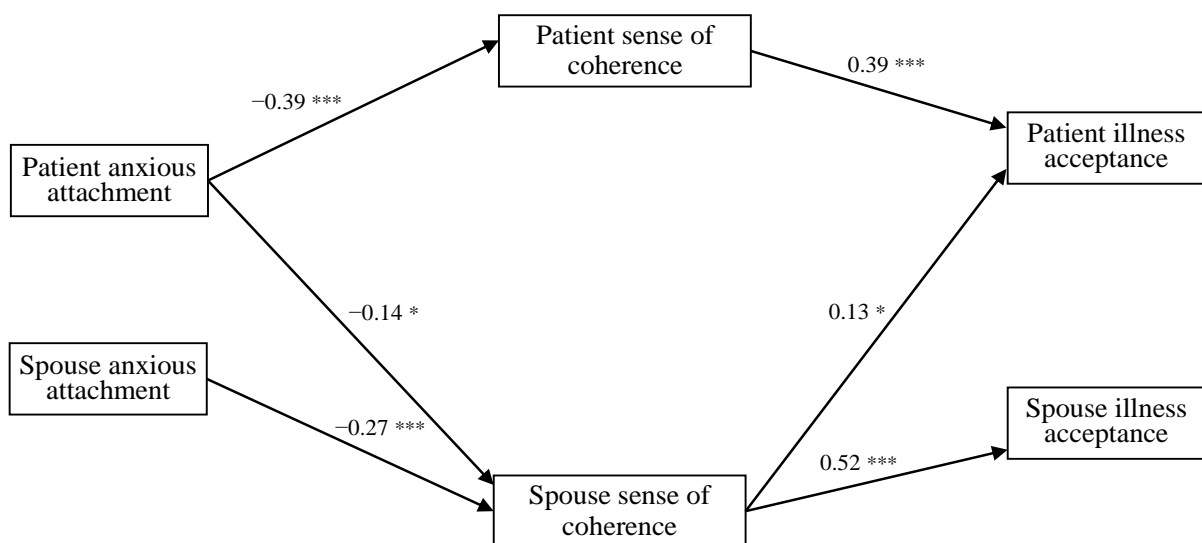 Patient sense of
coherence
−0.39 ***
0.39 ***
Patient anxious
attachment
Patient illness
acceptance
−0.14 *
0.13 *
Spouse anxious
attachment
−0.27 ***
Spouse illness
acceptance
0.52 ***
Spouse sense of
coherence